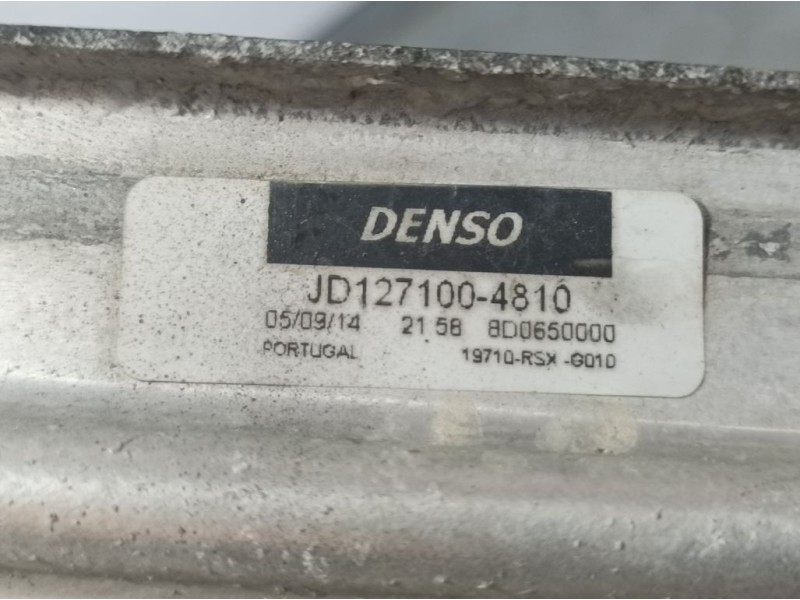 DENSO
JD127100-4810
05/09/14 21 58 8D0650000
PORTUGAL 19710-RSX -G010